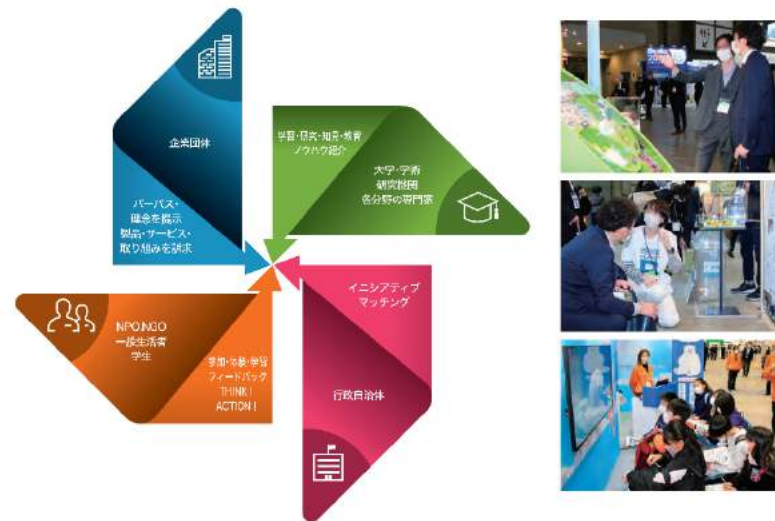 企業団体
パーパス・
理念を提示
製品・サービス・
取り組みを訴求
学習・研究・知見・教育
ノウハウ紹介
大学・学術
研究機関
各分野の専門家
NPO.NGO
一般生活者
学生
参加・体験・学習
フィードバック
THINK!
ACTION!
イニシアティブ
マッチング
行政自治体